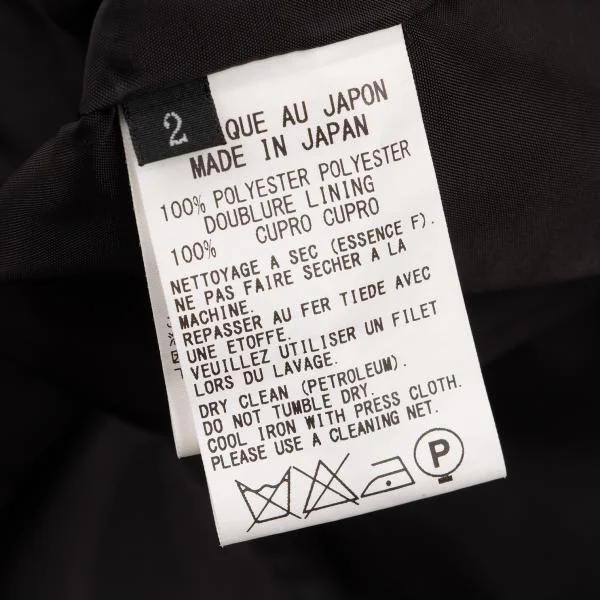 2
QUE AU JAPON
MADE IN JAPAN
100% POLYESTER POLYESTER
DOUBLURE LINING
100% CUPRO CUPRO
NETTOYAGE A SEC (ESSENCE F).
NE PAS FAIRE SECHER A LA
MACHINE.
REPASSER AU FER TIEDE AVEC
UNE ETOFFE.
VEUILLEZ UTILISER UN FILET
LORS DU LAVAGE.
DRY CLEAN (PETROLEUM).
DO NOT TUMBLE DRY.
COOL IRON WITH PRESS CLOTH.
PLEASE USE A CLEANING NET.
P